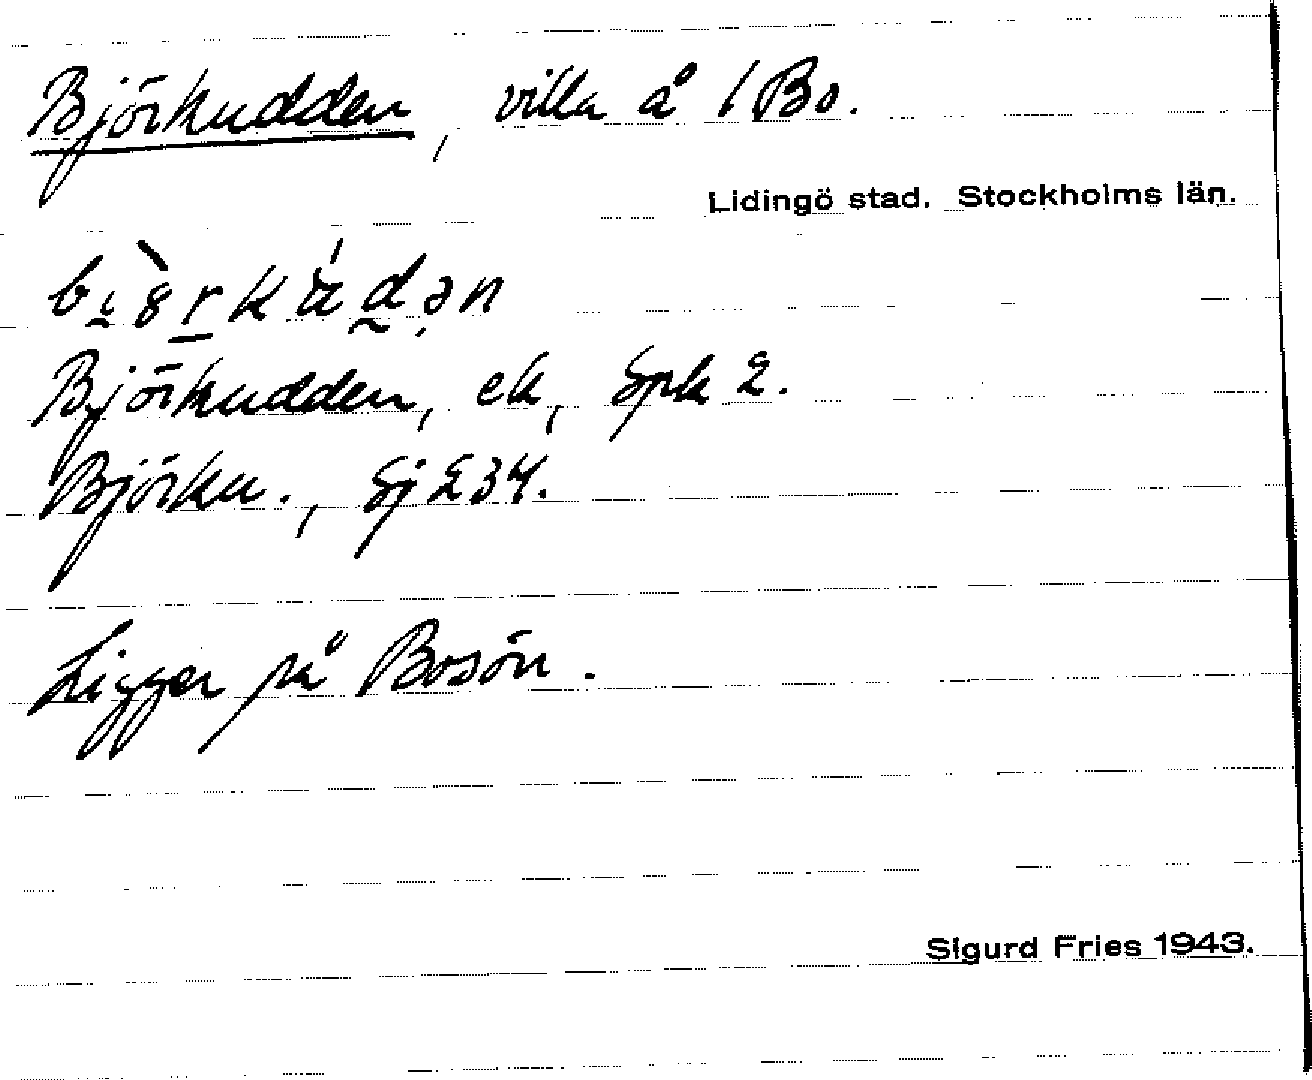 Björkudden, villa å 1 Bo.
Lidingö stad. Stockholms län.
Björkudden, ek, Spk 2.
Björku., Sj 234.
Ligger på Bosön.
Sigurd Fries 1943.